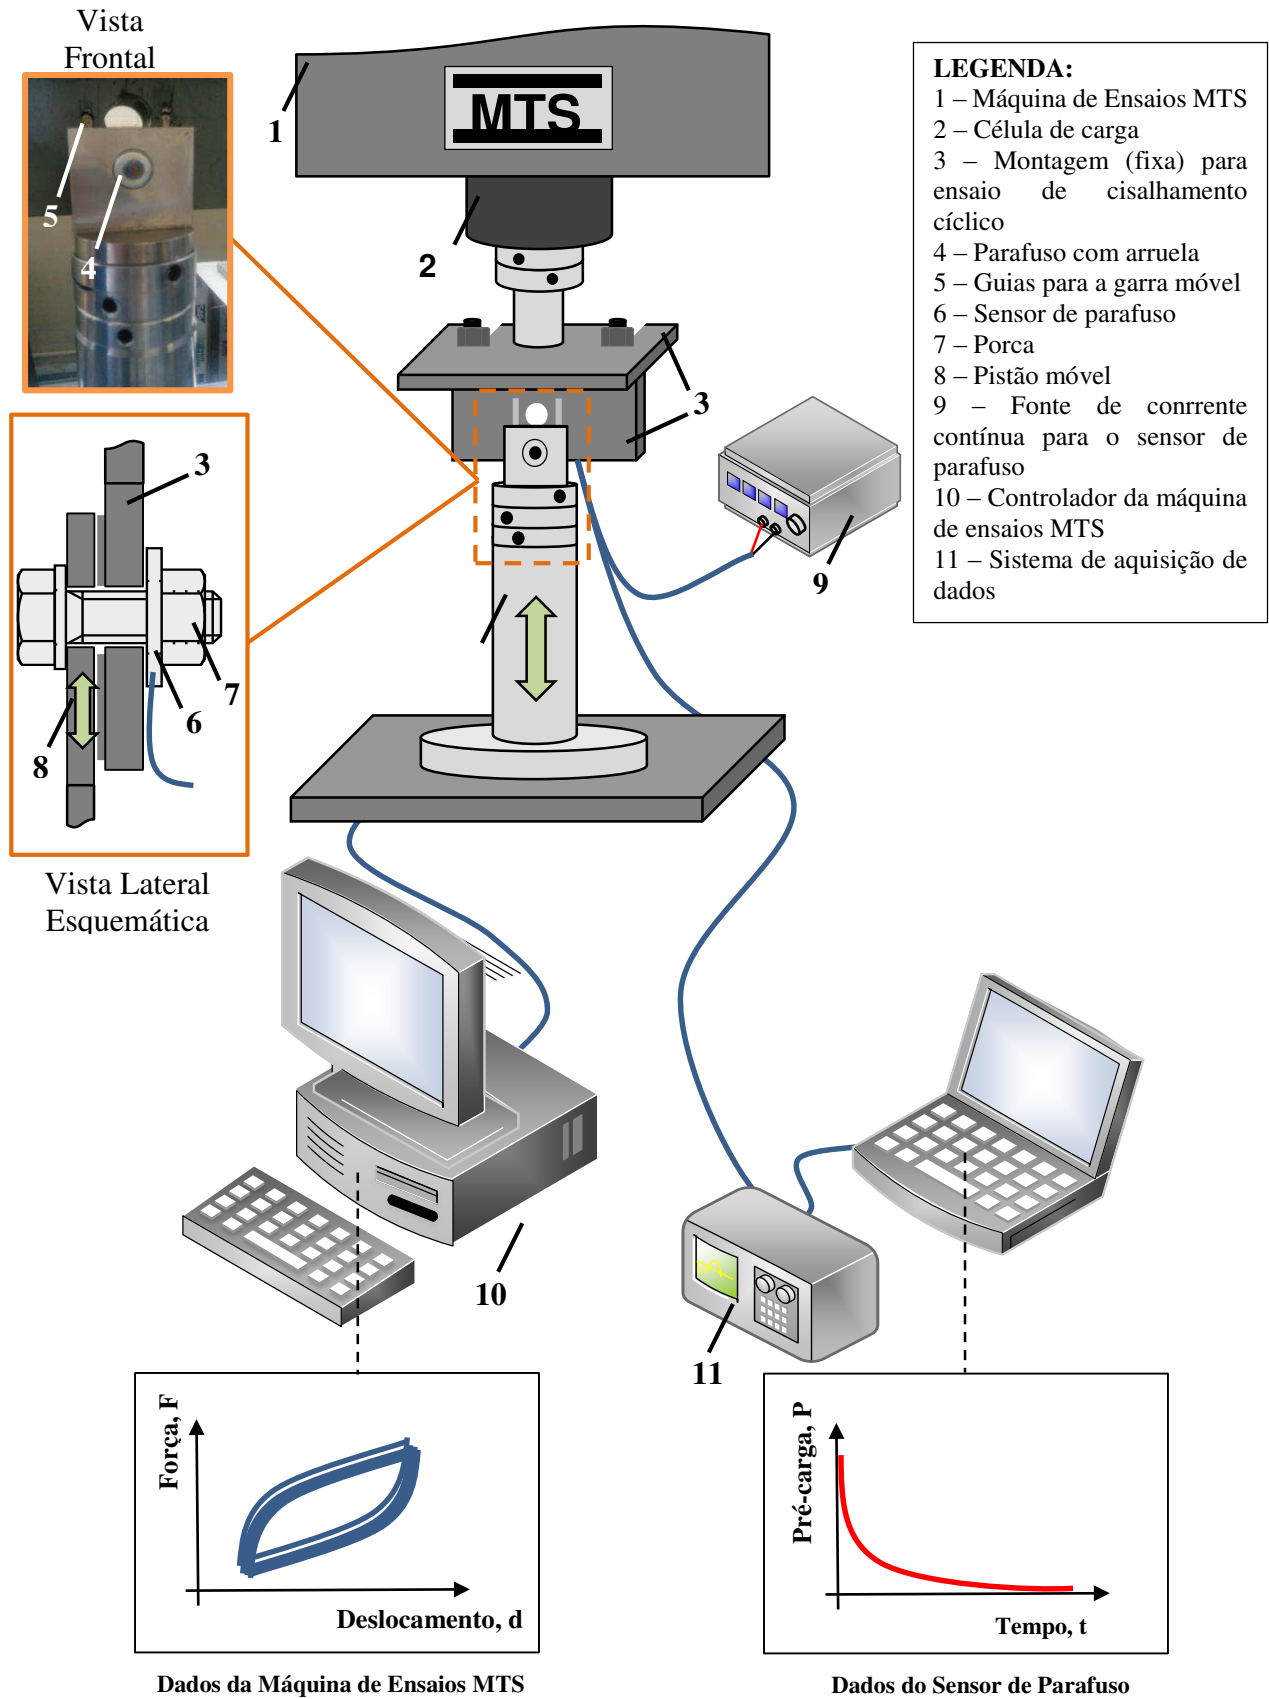 Vista
Frontal
5
4
1
MTS
2
3
3
9
LEGENDA:
1 – Máquina de Ensaios MTS
2 – Célula de carga
3 – Montagem (fixa) para
ensaio de cisalhamento
cíclico
4 – Parafuso com arruela
5 – Guias para a garra móvel
6 – Sensor de parafuso
7 – Porca
8 – Pistão móvel
9 – Fonte de conrrente
contínua para o sensor de
parafuso
10 – Controlador da máquina
de ensaios MTS
11 – Sistema de aquisição de
dados
3
7
6
8
Vista Lateral
Esquemática
10
11
Força, F
Deslocamento, d
Dados da Máquina de Ensaios MTS
Pré-carga, P
Tempo, t
Dados do Sensor de Parafuso